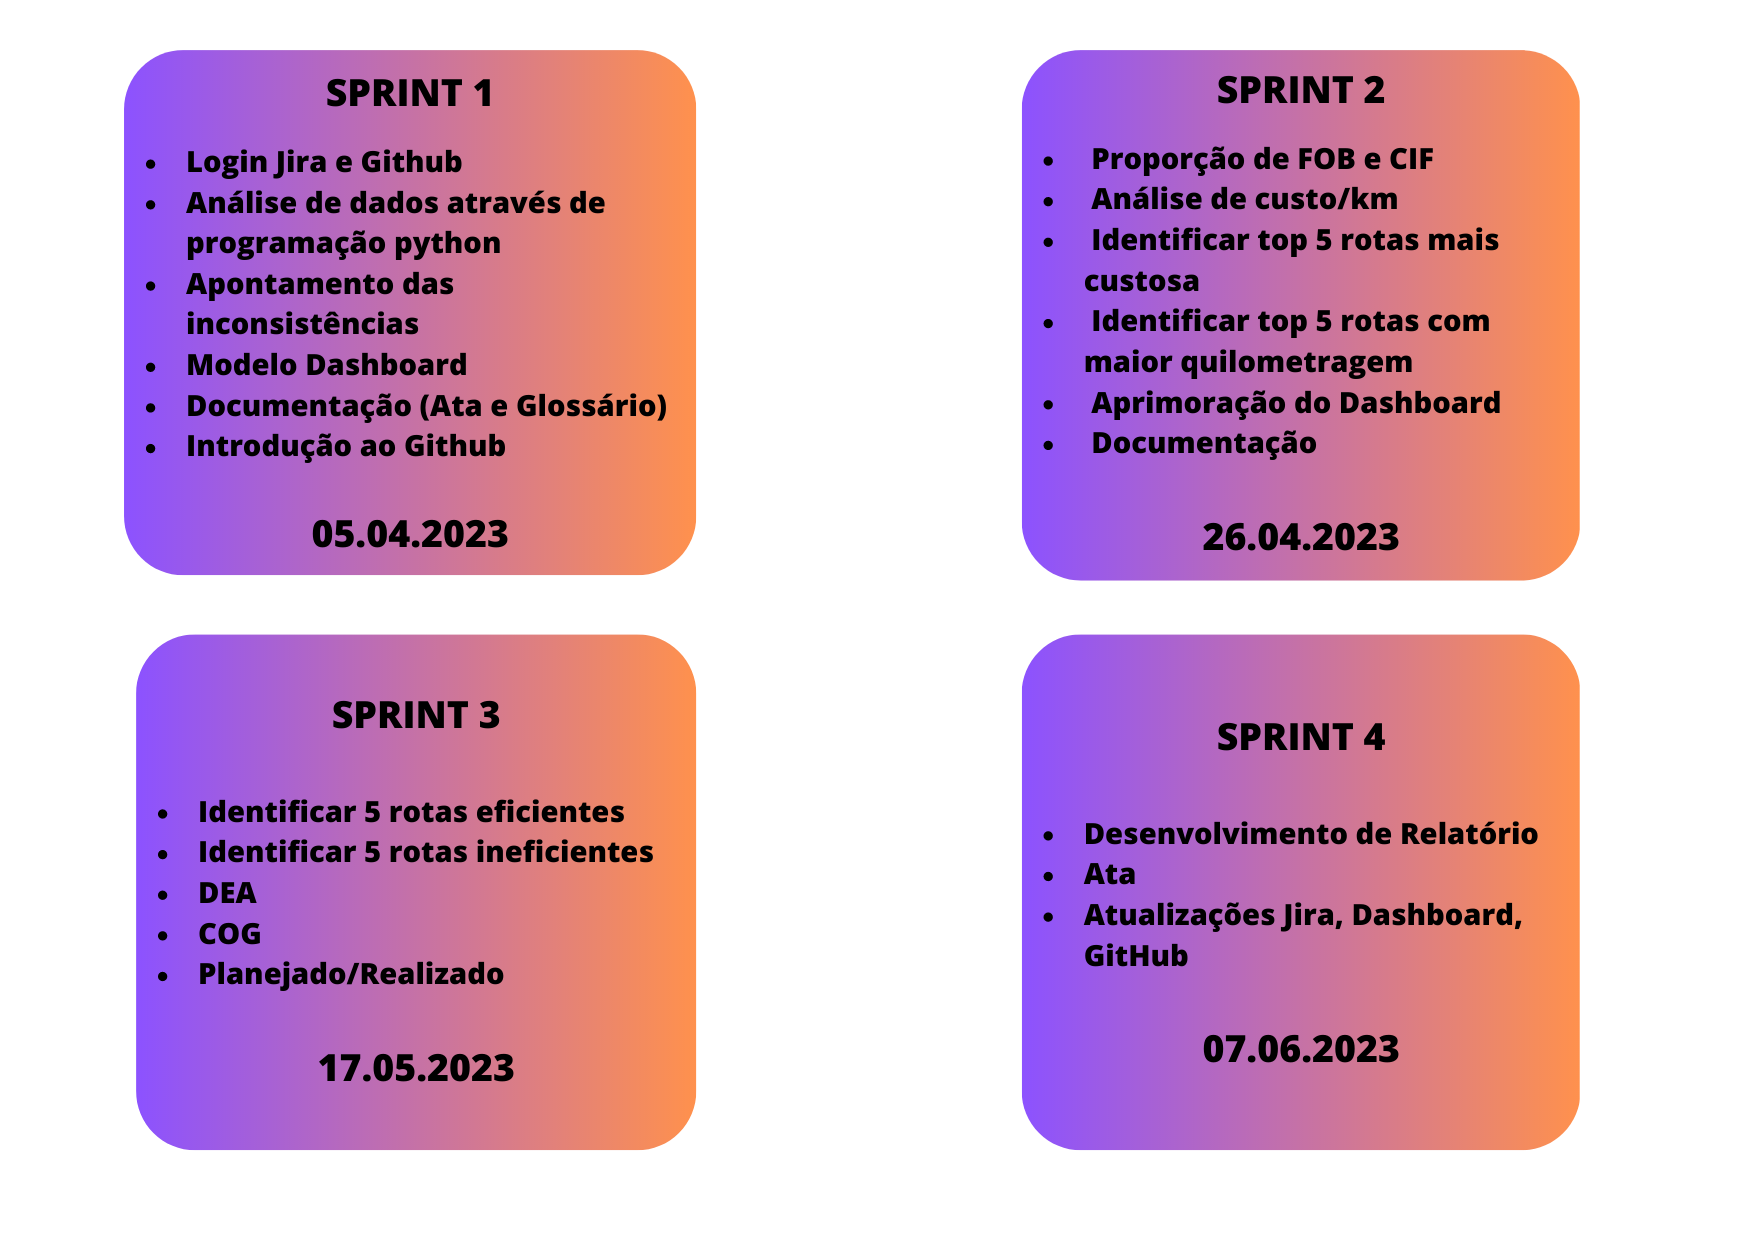 SPRINT 1
• Login Jira e Github
• Análise de dados através de
programação python
• Apontamento das
inconsistências
• Modelo Dashboard
• Documentação (Ata e Glossário)
• Introdução ao Github
05.04.2023
SPRINT 2
• Proporção de FOB e CIF
• Análise de custo/km
• Identificar top 5 rotas mais
custosa
• Identificar top 5 rotas com
maior quilometragem
• Aprimoração do Dashboard
• Documentação
26.04.2023
SPRINT 3
• Identificar 5 rotas eficientes
• Identificar 5 rotas ineficientes
• DEA
• COG
• Planejado/Realizado
17.05.2023
SPRINT 4
• Desenvolvimento de Relatório
• Ata
• Atualizações Jira, Dashboard,
GitHub
07.06.2023